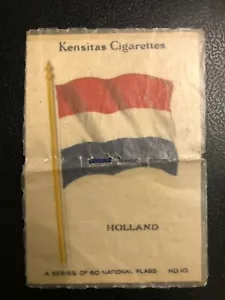 Kensitas Cigarettes
HOLLAND
A SERIES OF 60 NATIONAL FLAGS NO. 10.